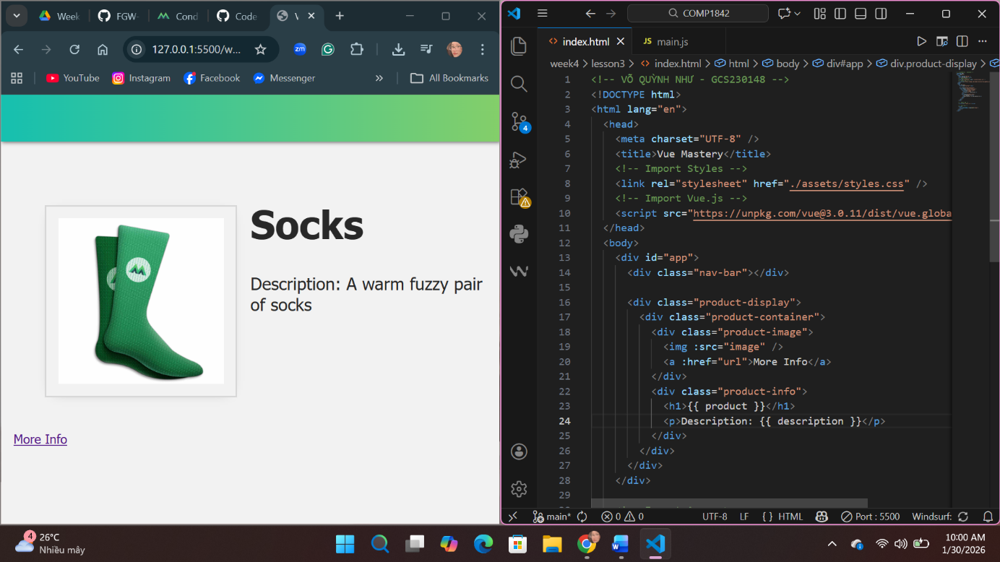 Week
FGW-
Cond
Code
V
127.0.0.1:5500/w...
zm
YouTube
Instagram
Facebook
Messenger
»
All Bookmarks
Socks
Description: A warm fuzzy pair
of socks
More Info
COMP1842
index.html
JS main.js
week4 > lesson3 > index.html > html > body > div#app > div.product-display >
1 <!-- VÕ QUỲNH NHƯ - GCS230148 -->
2 <!DOCTYPE html>
3 <html lang="en">
4 <head>
5 <meta charset="UTF-8" />
6 <title>Vue Mastery</title>
7 <!-- Import Styles -->
8 <link rel="stylesheet" href="./assets/styles.css" />
9 <!-- Import Vue.js -->
10 <script src="https://unpkg.com/vue@3.0.11/dist/vue.globa
11 </head>
12 <body>
13 <div id="app">
14 <div class="nav-bar"></div>
15
16 <div class="product-display">
17 <div class="product-container">
18 <div class="product-image">
19 <img :src="image" />
20 <a :href="url">More Info</a>
21 </div>
22 <div class="product-info">
23 <h1>{{ product }}</h1>
24 <p>Description: {{ description }}</p>
25 </div>
26 </div>
27 </div>
28 </div>
29
4
main*
0
0
UTF-8
LF
{ } HTML
Port : 5500
Windsurf:
4
26°C
Nhiều mây
10:00 AM
1/30/2026